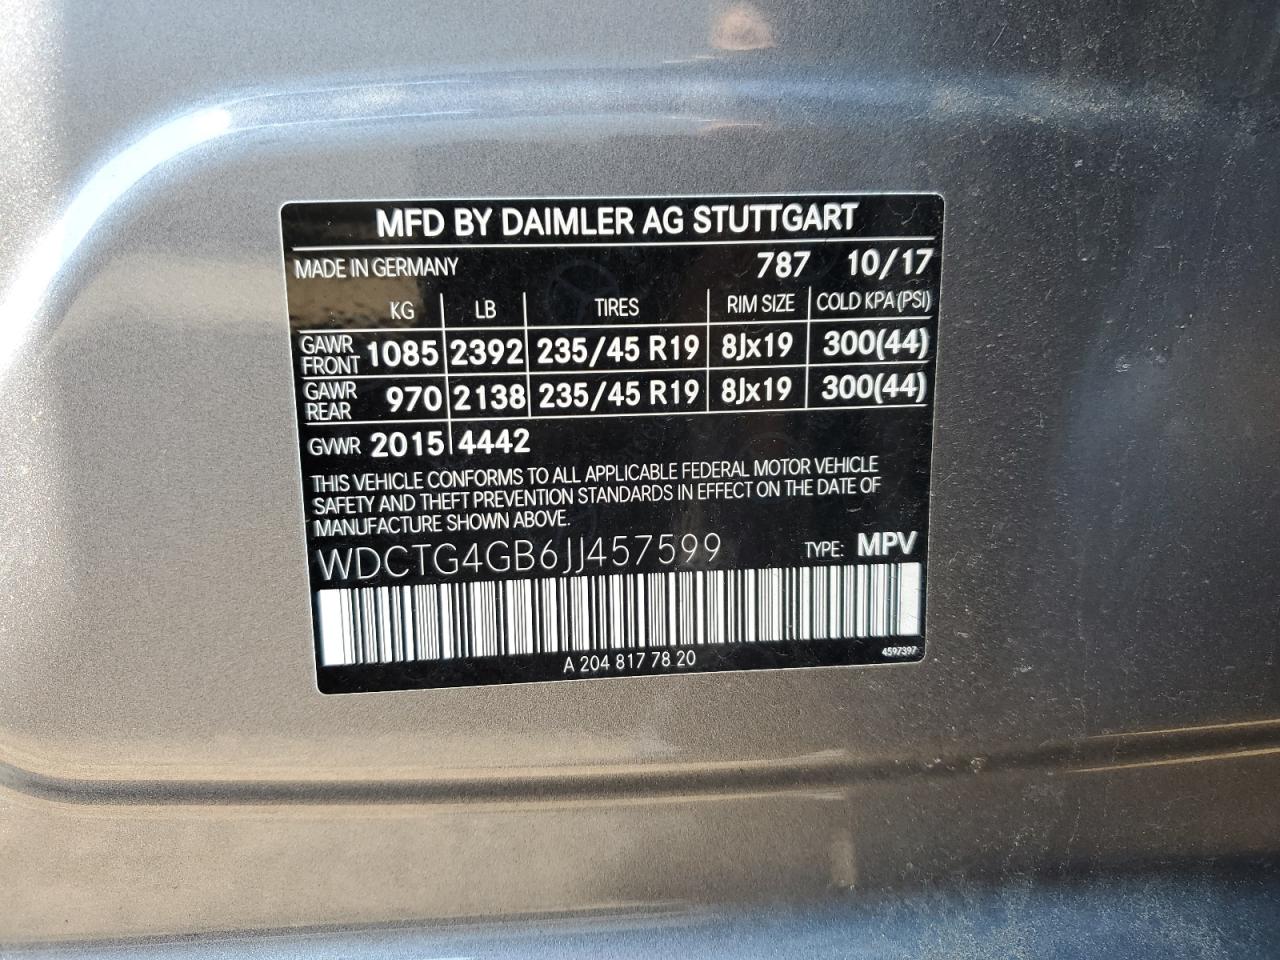 MFD BY DAIMLER AG STUTTGART
MADE IN GERMANY 787 10/17
KG LB TIRES RIM SIZE COLD KPA (PSI)
GAWR FRONT 1085 2392 235/45 R19 8Jx19 300(44)
GAWR REAR 970 2138 235/45 R19 8Jx19 300(44)
GVWR 2015 4442
THIS VEHICLE CONFORMS TO ALL APPLICABLE FEDERAL MOTOR VEHICLE
SAFETY AND THEFT PREVENTION STANDARDS IN EFFECT ON THE DATE OF
MANUFACTURE SHOWN ABOVE.
WDCTG4GB6JJ457599 TYPE: MPV
A 204 817 78 20 4597397